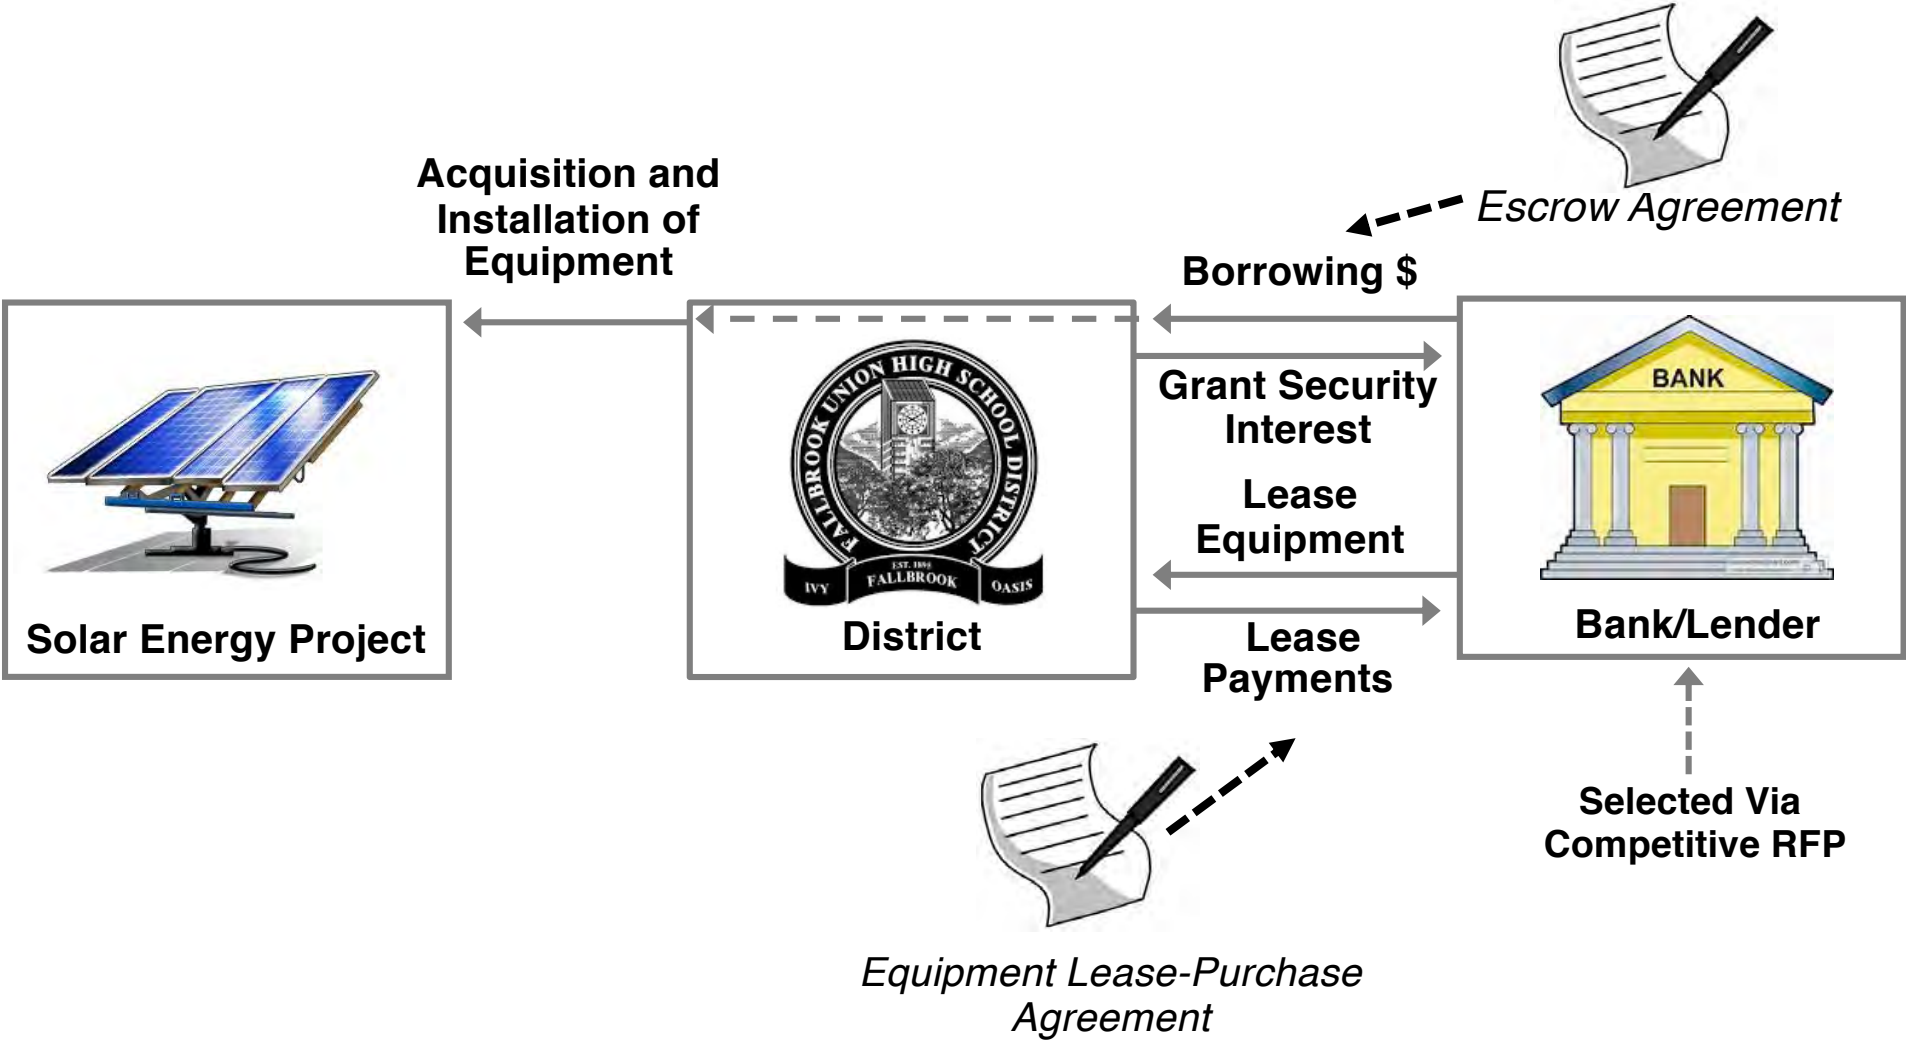 Escrow Agreement
Acquisition and
Installation of
Equipment
Borrowing $
Solar Energy Project
FALLBROOK UNION HIGH SCHOOL DISTRICT
EST. 1893
IVY
FALLBROOK
OASIS
District
Grant Security
Interest
Lease
Equipment
Lease
Payments
BANK
Bank/Lender
Selected Via
Competitive RFP
Equipment Lease-Purchase
Agreement